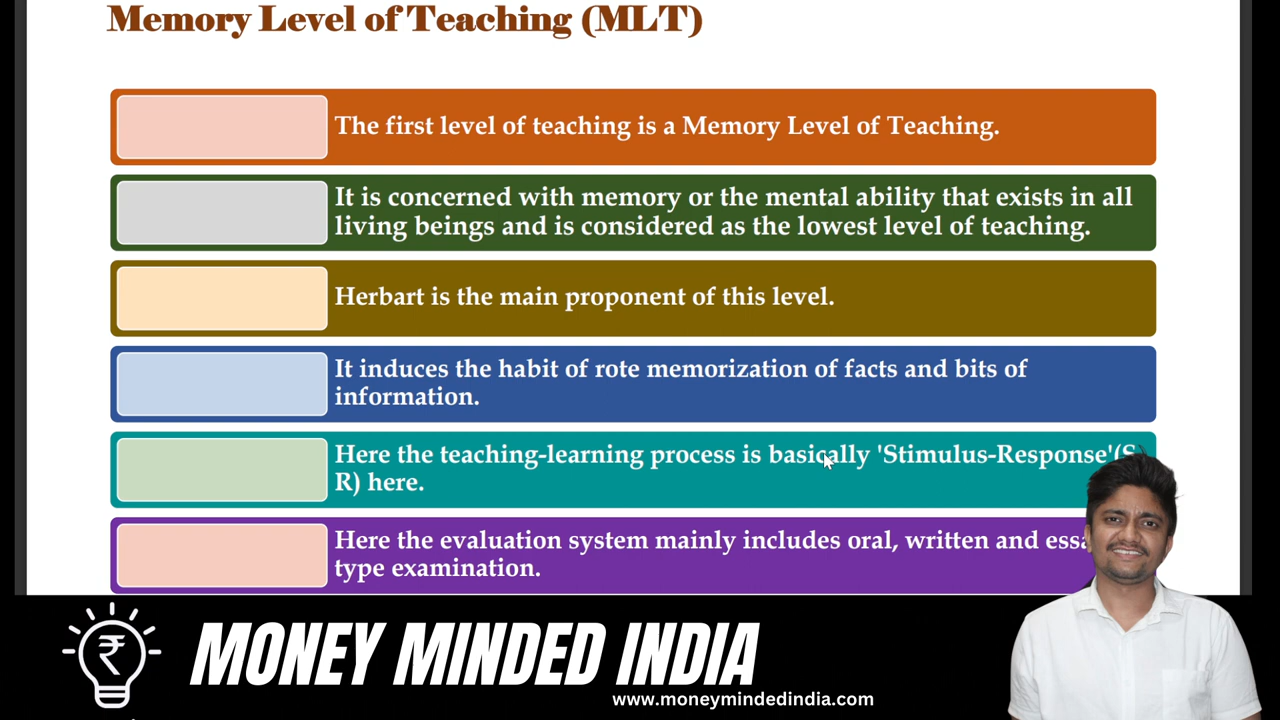 Memory Level of Teaching (MLT)
The first level of teaching is a Memory Level of Teaching.
It is concerned with memory or the mental ability that exists in all
living beings and is considered as the lowest level of teaching.
Herbart is the main proponent of this level.
It induces the habit of rote memorization of facts and bits of
information.
Here the teaching-learning process is basically 'Stimulus-Response'(S
R) here.
Here the evaluation system mainly includes oral, written and
type examination.
₹
MONEY MINDED INDIA
www.moneymindedindia.com